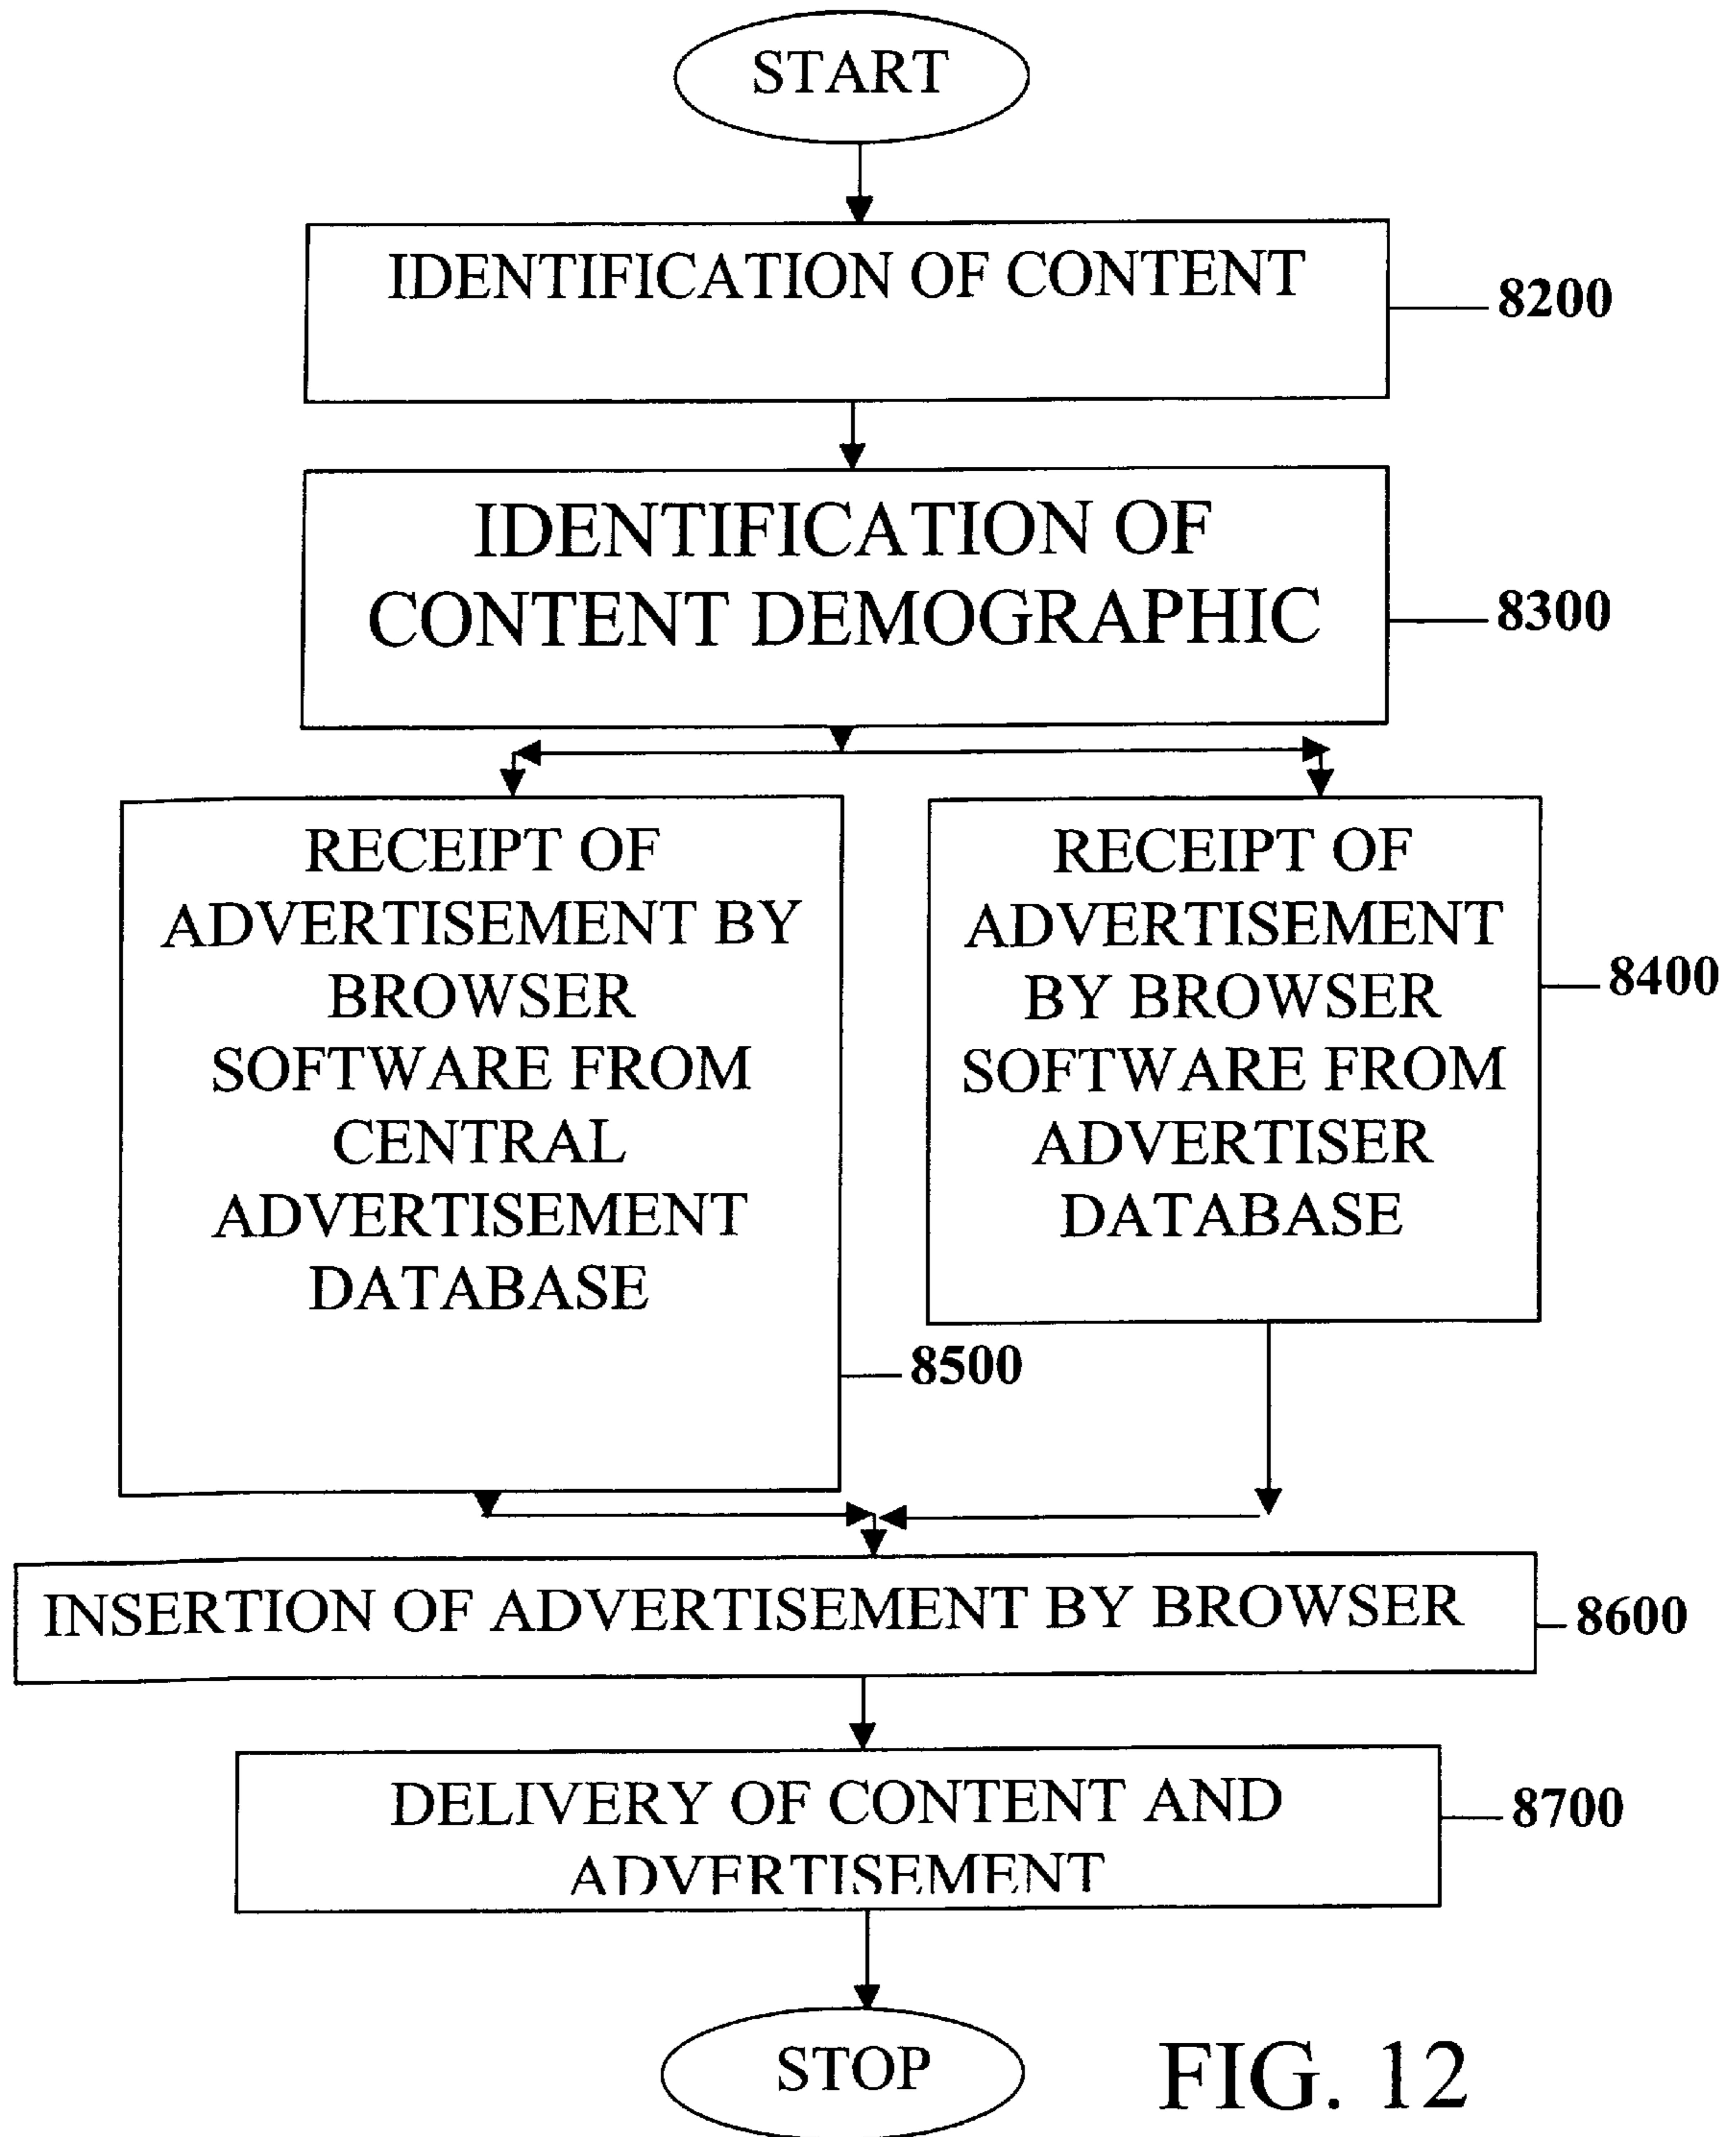 START
IDENTIFICATION OF CONTENT
8200
IDENTIFICATION OF
CONTENT DEMOGRAPHIC
8300
RECEIPT OF
ADVERTISEMENT BY
BROWSER
SOFTWARE FROM
CENTRAL
ADVERTISEMENT
DATABASE
8500
RECEIPT OF
ADVERTISEMENT
BY BROWSER
SOFTWARE FROM
ADVERTISER
DATABASE
8400
INSERTION OF ADVERTISEMENT BY BROWSER
8600
DELIVERY OF CONTENT AND
ADVERTISEMENT
8700
STOP
FIG. 12